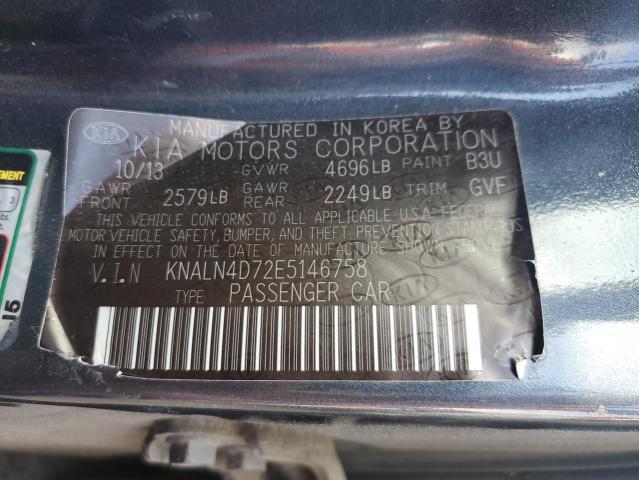 MANUFACTURED IN KOREA BY
KIA KIA MOTORS CORPORATION
10/13 GVWR 4696LB PAINT B3U
GAWR FRONT 2579LB GAWR REAR 2249LB TRIM GVF
THIS VEHICLE CONFORMS TO ALL APPLICABLE U.S.A. FEDERAL
MOTOR VEHICLE SAFETY, BUMPER, AND THEFT PREVENTION STANDARDS
IN EFFECT ON THE DATE OF MANUFACTURE SHOWN ABOVE.
V.I.N KNALN4D72E5146758
TYPE PASSENGER CAR